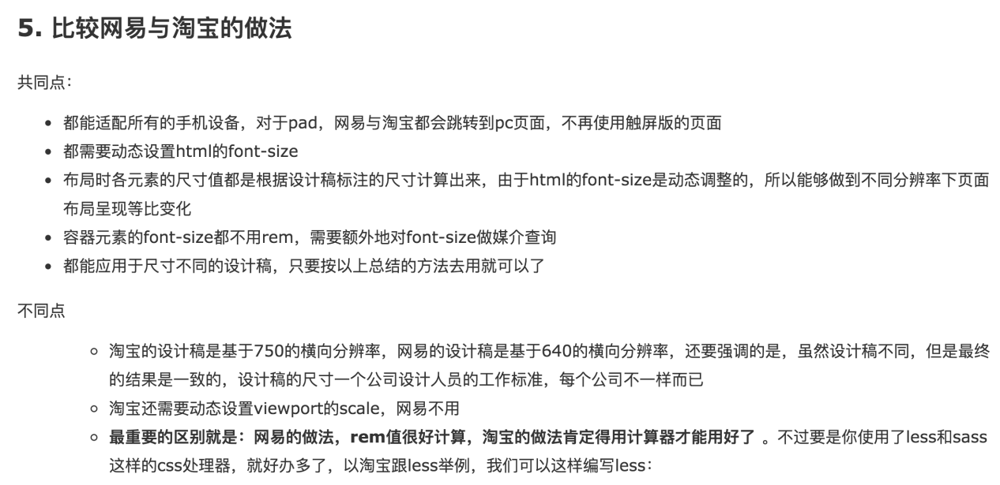 5. 比较网易与淘宝的做法
共同点：
都能适配所有的手机设备，对于pad，网易与淘宝都会跳转到pc页面，不再使用触屏版的页面
都需要动态设置html的font-size
布局时各元素的尺寸值都是根据设计稿标注的尺寸计算出来，由于html的font-size是动态调整的，所以能够做到不同分辨率下页面
布局呈现等比变化
容器元素的font-size都不用rem，需要额外地对font-size做媒介查询
都能应用于尺寸不同的设计稿，只要按以上总结的方法去用就可以了
不同点
淘宝的设计稿是基于750的横向分辨率，网易的设计稿是基于640的横向分辨率，还要强调的是，虽然设计稿不同，但是最终
的结果是一致的，设计稿的尺寸一个公司设计人员的工作标准，每个公司不一样而已
淘宝还需要动态设置viewport的scale，网易不用
最重要的区别就是：网易的做法，rem值很好计算，淘宝的做法肯定得用计算器才能用好了 。不过要是你使用了less和sass
这样的css处理器，就好办多了，以淘宝跟less举例，我们可以这样编写less：